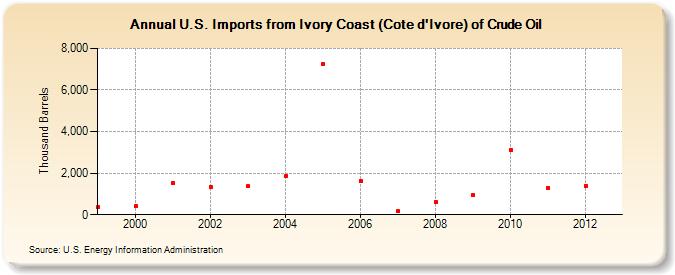 Annual U.S. Imports from Ivory Coast (Cote d'Ivore) of Crude Oil
Thousand Barrels
8,000
6,000
4,000
2,000
0
2000 2002 2004 2006 2008 2010 2012
Source: U.S. Energy Information Administration